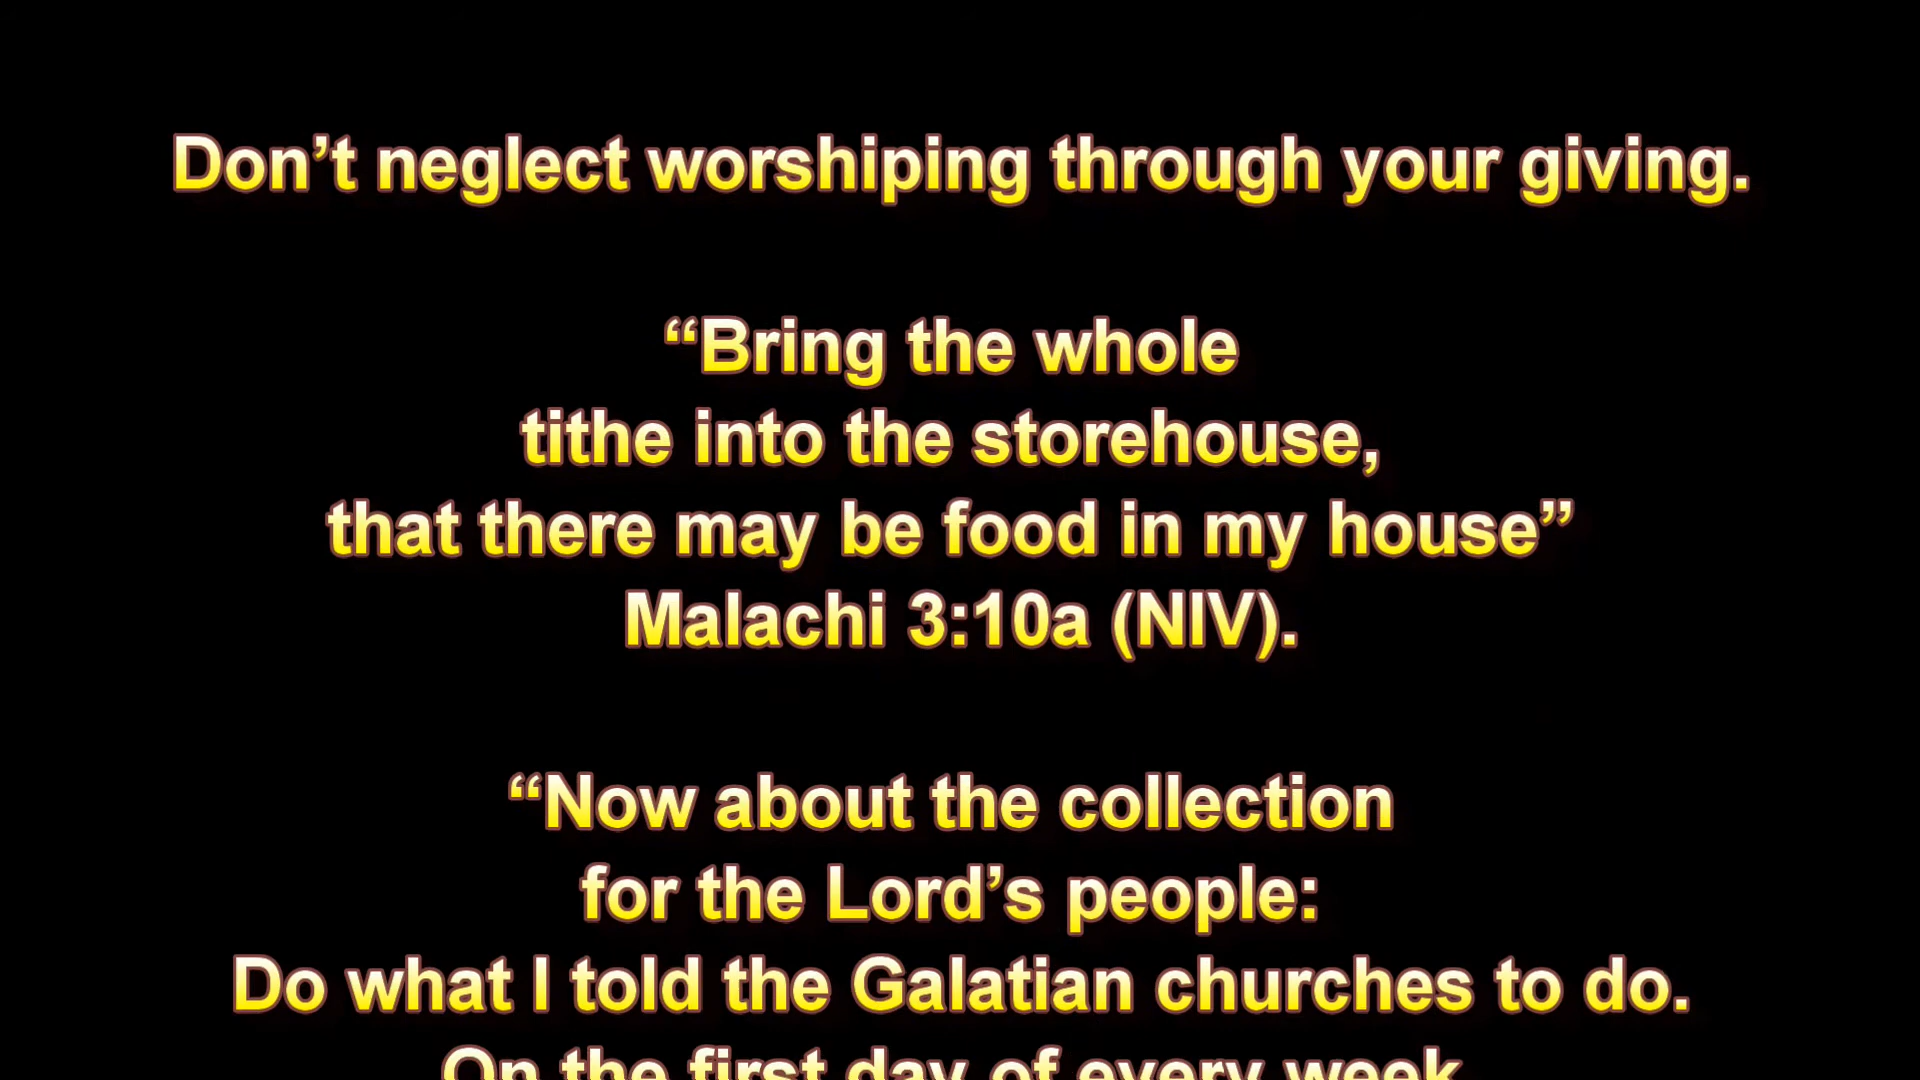 Don’t neglect worshiping through your giving.
“Bring the whole
tithe into the storehouse,
that there may be food in my house”
Malachi 3:10a (NIV).
“Now about the collection
for the Lord’s people:
Do what I told the Galatian churches to do.
On the first day of every week